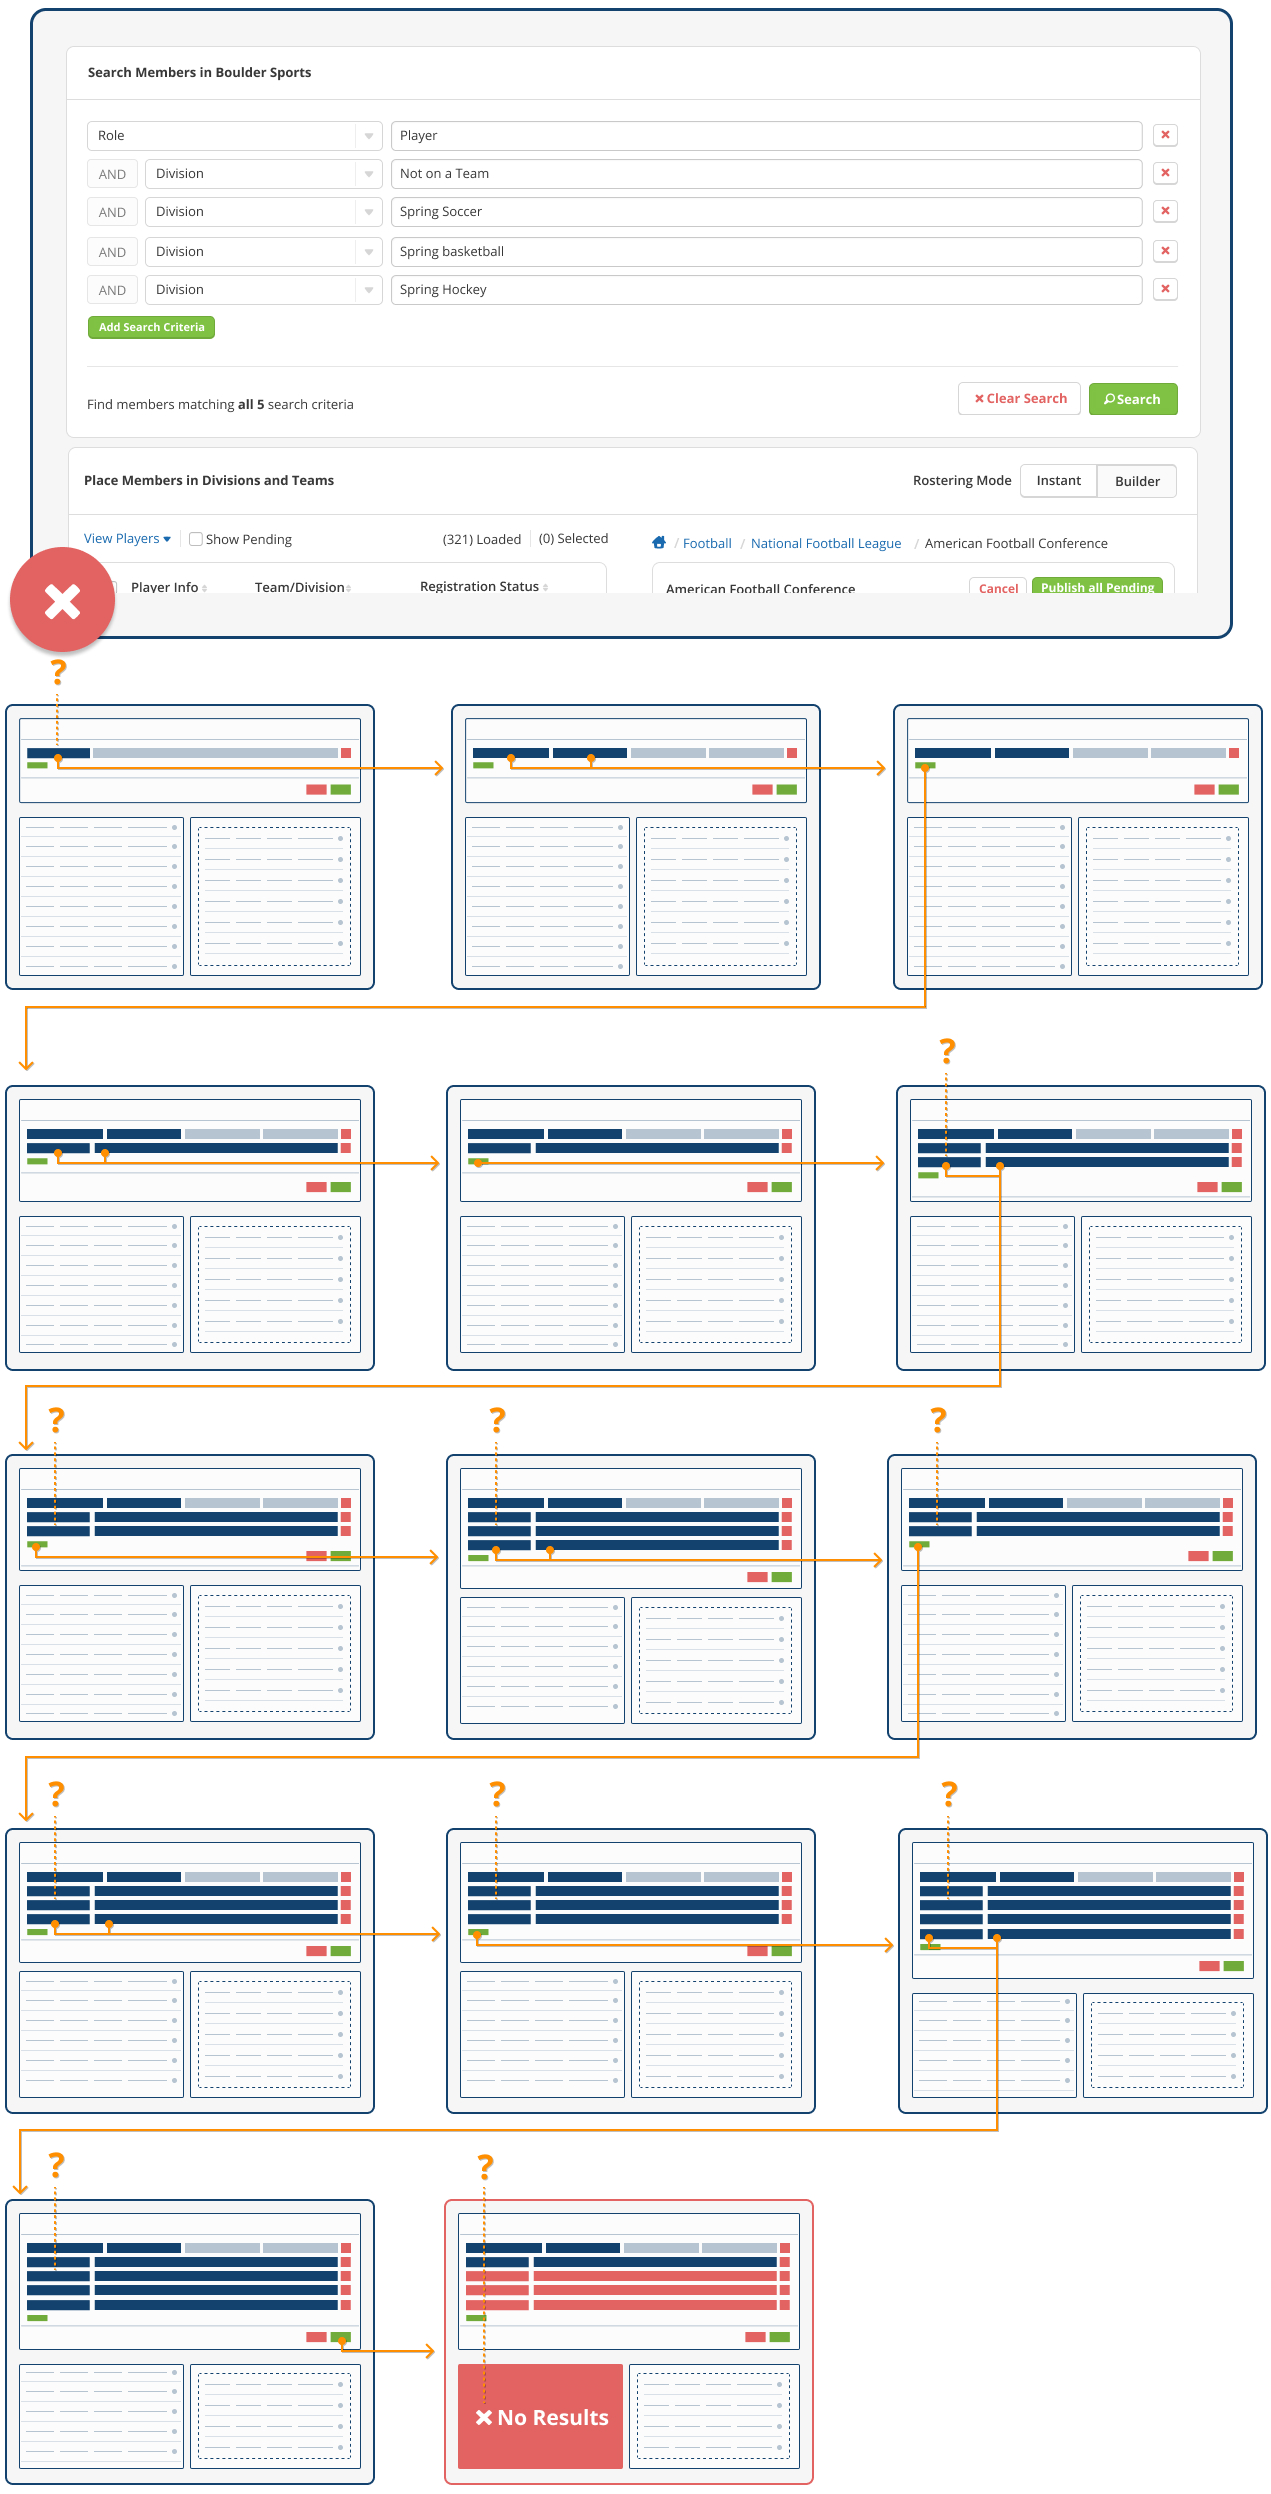 Search Members in Boulder Sports
Role Player
AND Division Not on a Team
AND Division Spring Soccer
AND Division Spring basketball
AND Division Spring Hockey
Add Search Criteria
Find members matching all 5 search criteria Clear Search Search
Place Members in Divisions and Teams Rostering Mode Instant Builder
View Players Show Pending (321) Loaded (0) Selected / Football / National Football League / American Football Conference
Player Info Team/Division Registration Status American Football Conference Cancel Publish all Pending
?
?
? ? ?
? ? ?
? ?
No Results